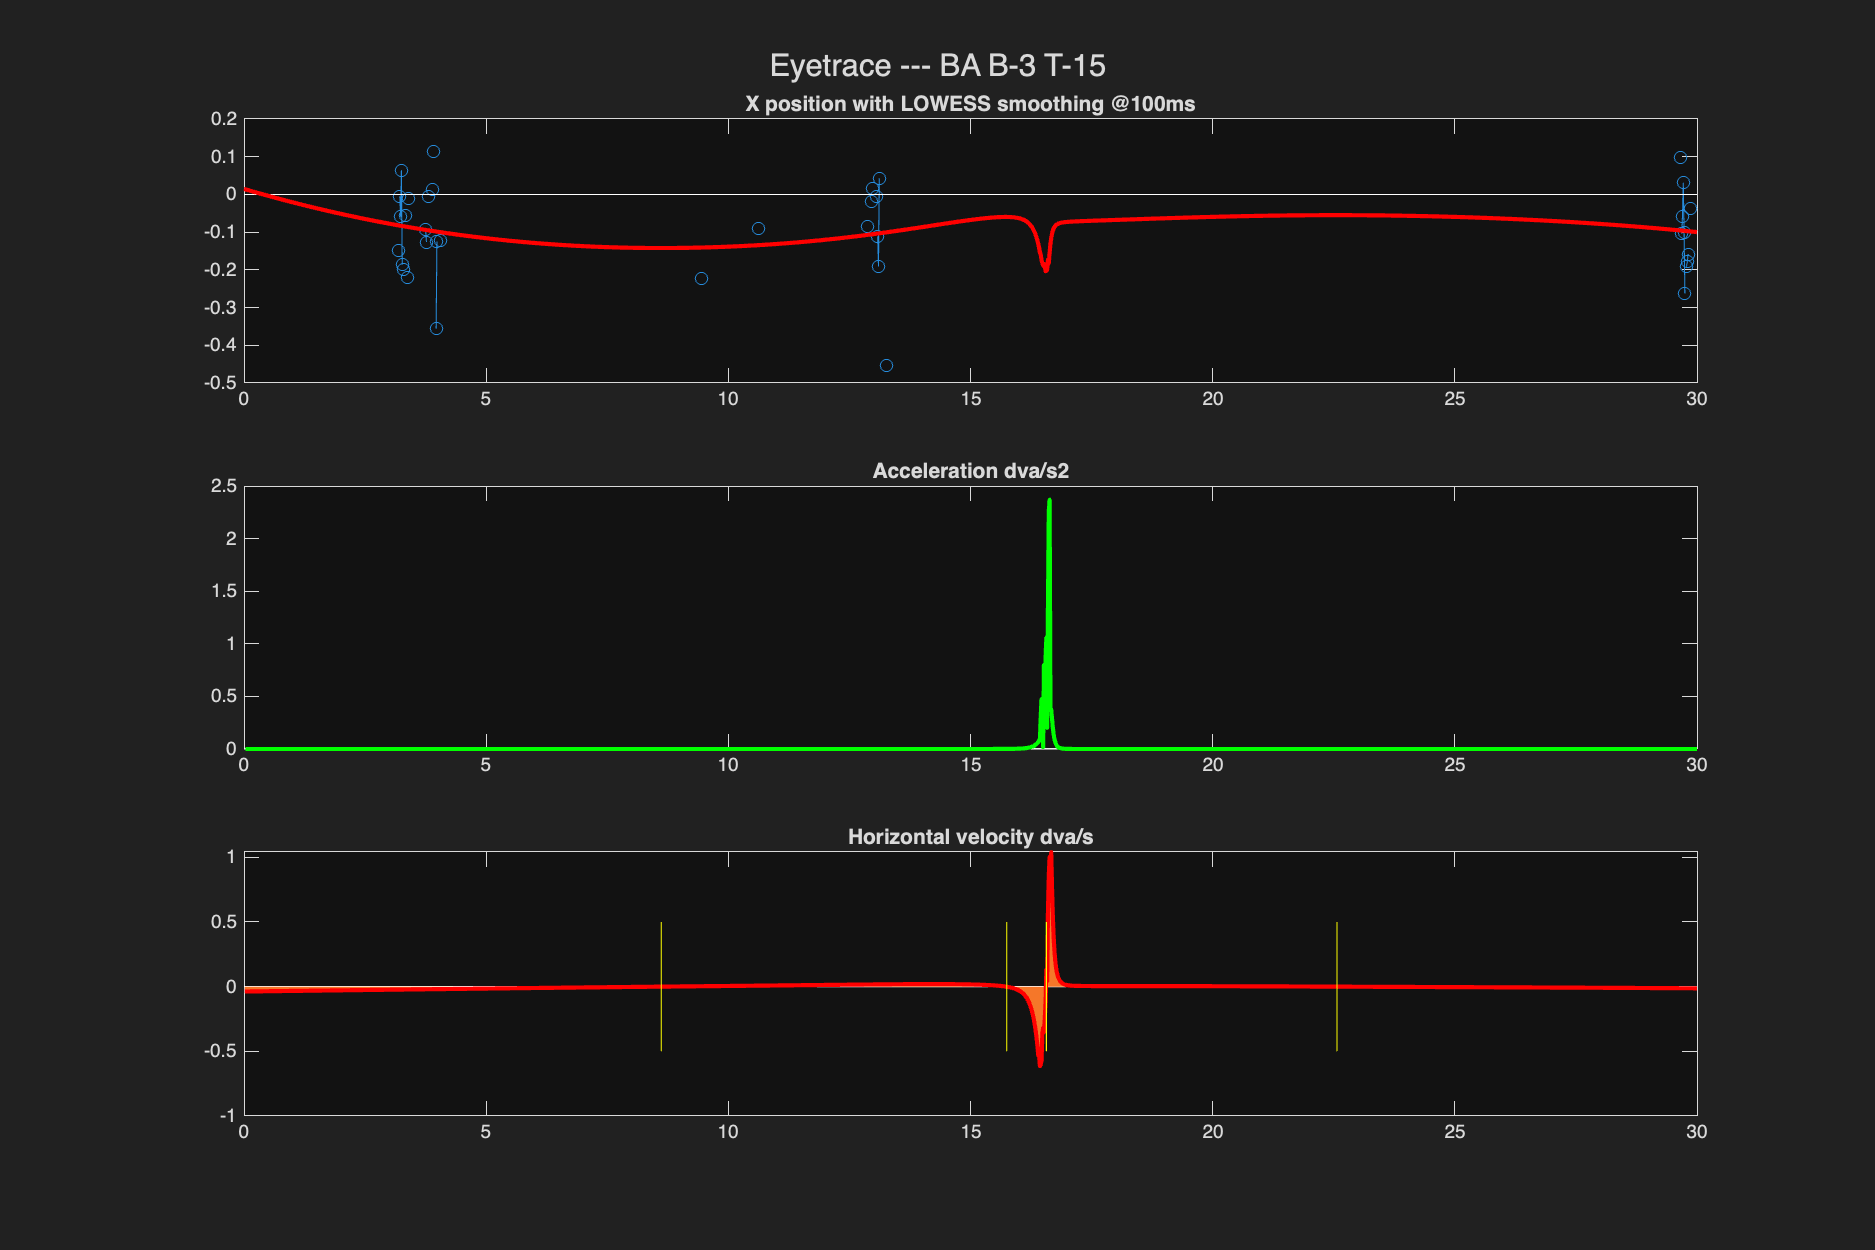 Eyetrace --- BA B-3 T-15
X position with LOWESS smoothing @100ms
0.2
0.1
0
-0.1
-0.2
-0.3
-0.4
-0.5
0 5 10 15 20 25 30
Acceleration dva/s2
2.5
2
1.5
1
0.5
0
0 5 10 15 20 25 30
Horizontal velocity dva/s
1
0.5
0
-0.5
-1
0 5 10 15 20 25 30